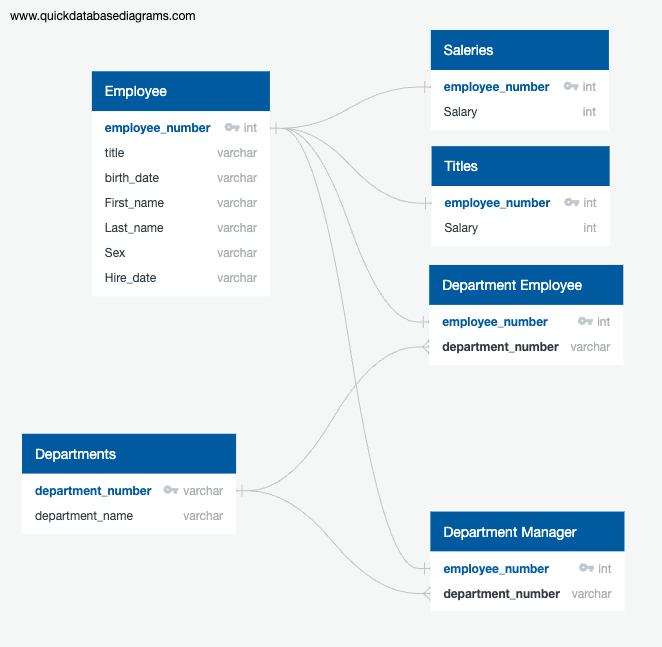 www.quickdatabasediagrams.com
Employee
employee_number int
title varchar
birth_date varchar
First_name varchar
Last_name varchar
Sex varchar
Hire_date varchar
Saleries
employee_number int
Salary int
Titles
employee_number int
Salary int
Department Employee
employee_number int
department_number varchar
Departments
department_number varchar
department_name varchar
Department Manager
employee_number int
department_number varchar